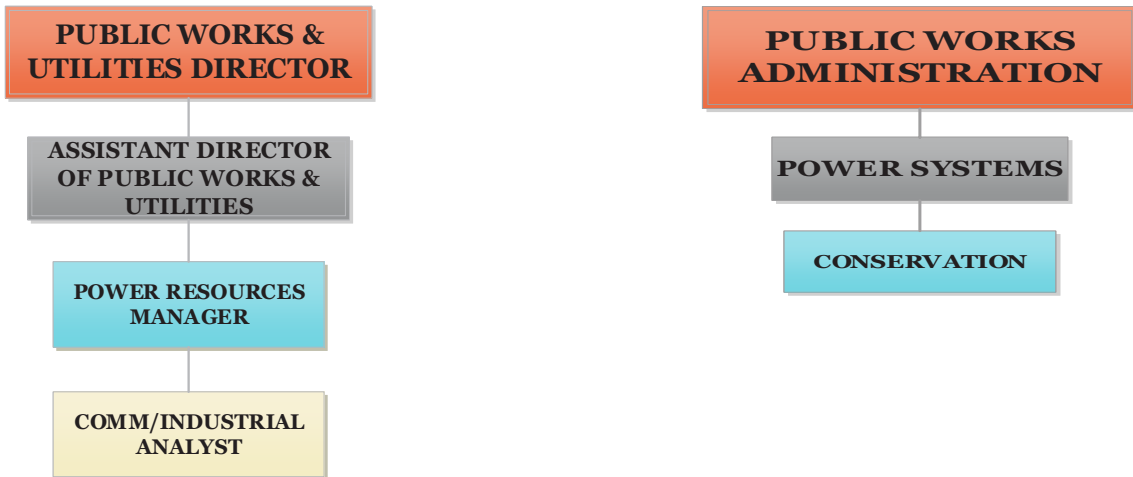 PUBLIC WORKS &
UTILITIES DIRECTOR
ASSISTANT DIRECTOR
OF PUBLIC WORKS &
UTILITIES
POWER RESOURCES
MANAGER
COMM/INDUSTRIAL
ANALYST
PUBLIC WORKS
ADMINISTRATION
POWER SYSTEMS
CONSERVATION